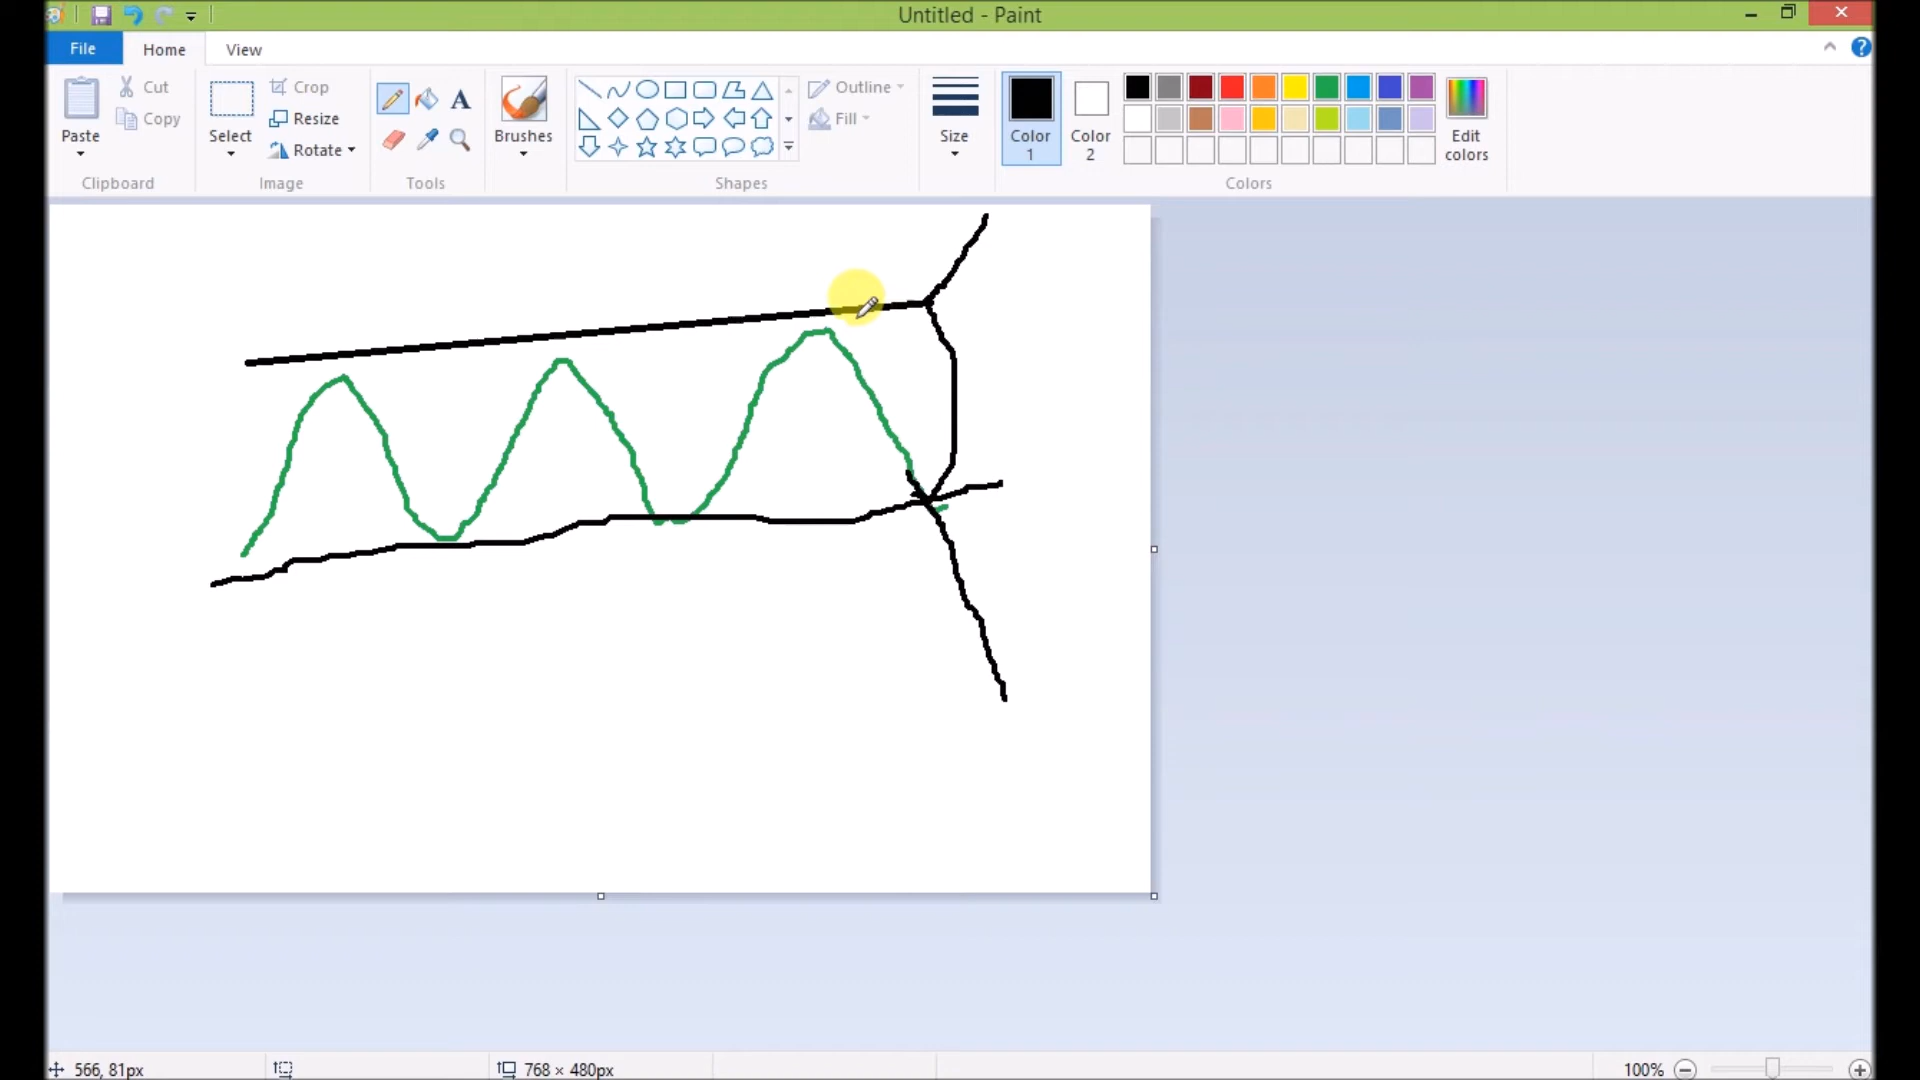 Untitled - Paint
File Home View
Paste
Cut
Copy
Clipboard
Select
Crop
Resize
Rotate
Image
A
Tools
Brushes
Outline
Fill
Shapes
Size
Color
1
Color
2
Edit
colors
Colors
566, 81px
768 × 480px
100%